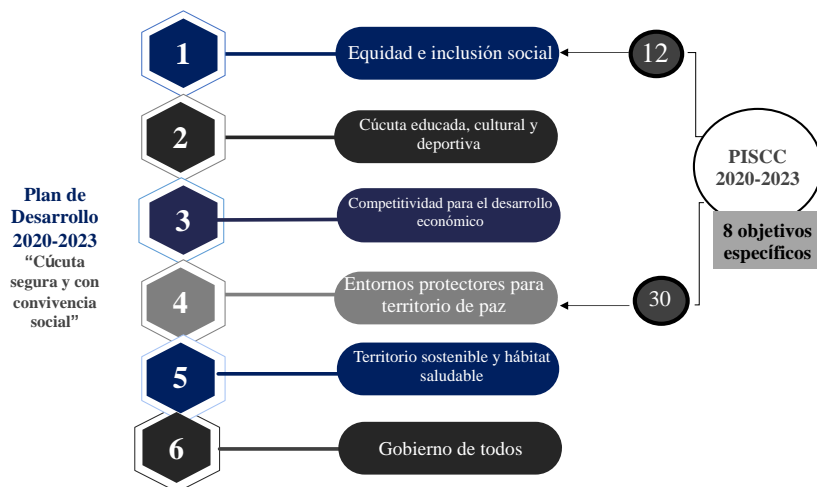 Plan de
Desarrollo
2020-2023
“Cúcuta
segura y con
convivencia
social”
1
Equidad e inclusión social
2
Cúcuta educada, cultural y
deportiva
3
Competitividad para el desarrollo
económico
4
Entornos protectores para
territorio de paz
5
Territorio sostenible y hábitat
saludable
6
Gobierno de todos
12
30
PISCC
2020-2023
8 objetivos
específicos